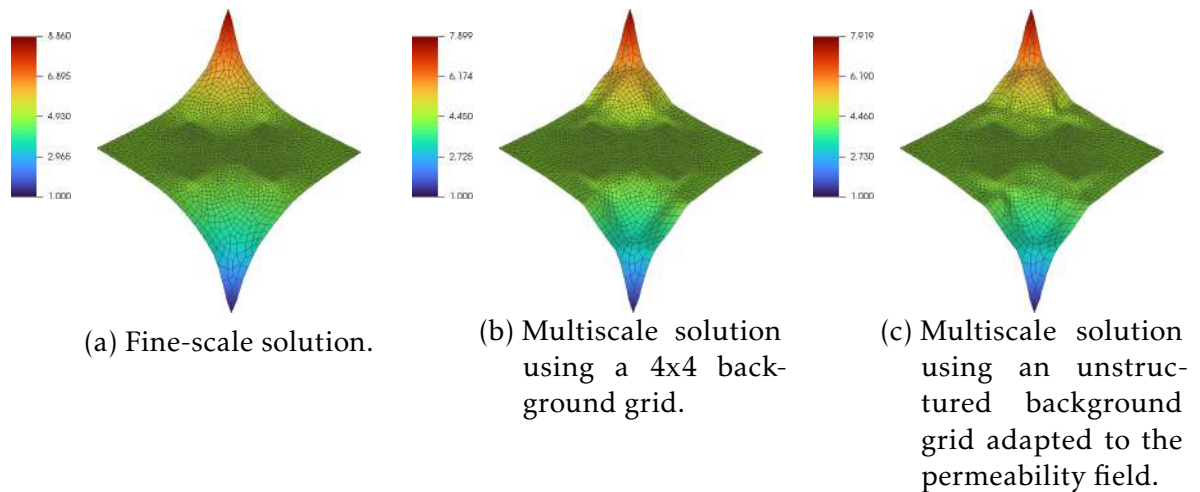 8.860
6.895
4.930
2.965
1.000
(a) Fine-scale solution.
7.899
6.174
4.450
2.725
1.000
(b) Multiscale solution
using a 4x4 back-
ground grid.
7.919
6.190
4.460
2.730
1.000
(c) Multiscale solution
using an unstruc-
tured background
grid adapted to the
permeability field.